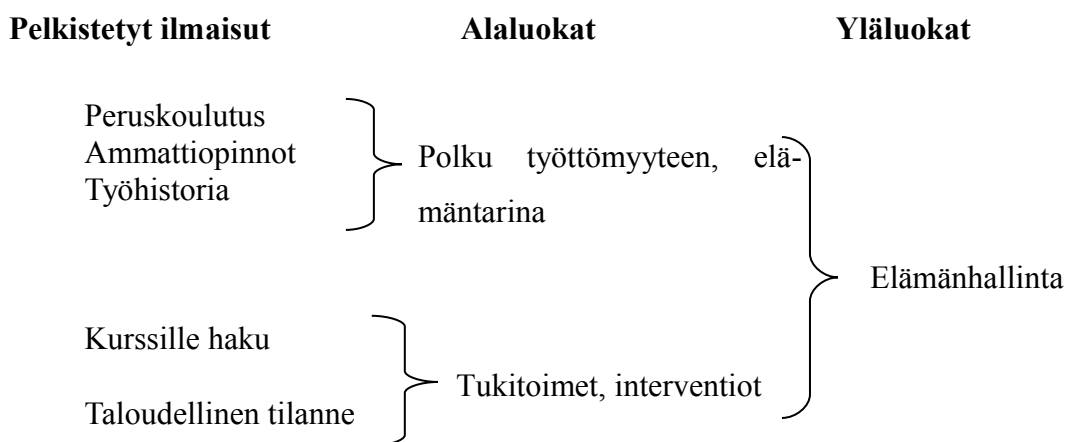 Pelkistetyt ilmaisut Alaluokat Yläluokat
Peruskoulutus
Ammattiopinnot
Työhistoria
Polku työttömyyteen, elä-
mäntarina
Kurssille haku
Taloudellinen tilanne
Tukitoimet, interventiot
Elämänhallinta